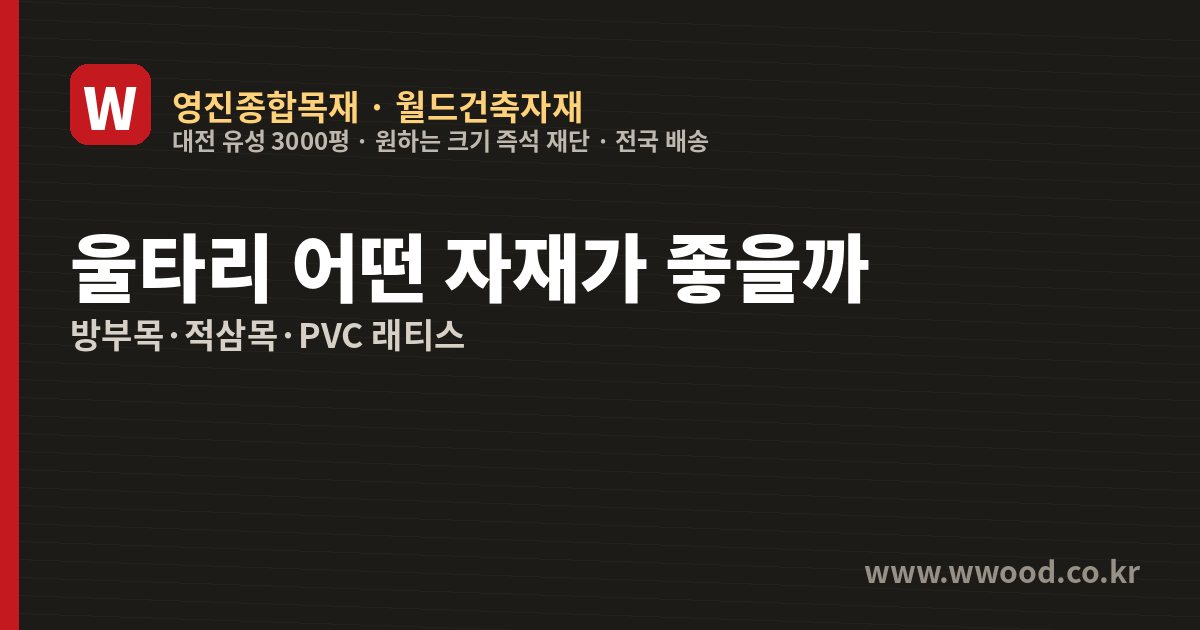 W
영진종합목재 · 월드건축자재
대전 유성 3000평 · 원하는 크기 즉석 재단 · 전국 배송
울타리 어떤 자재가 좋을까
방부목·적삼목·PVC 래티스
www.wwood.co.kr